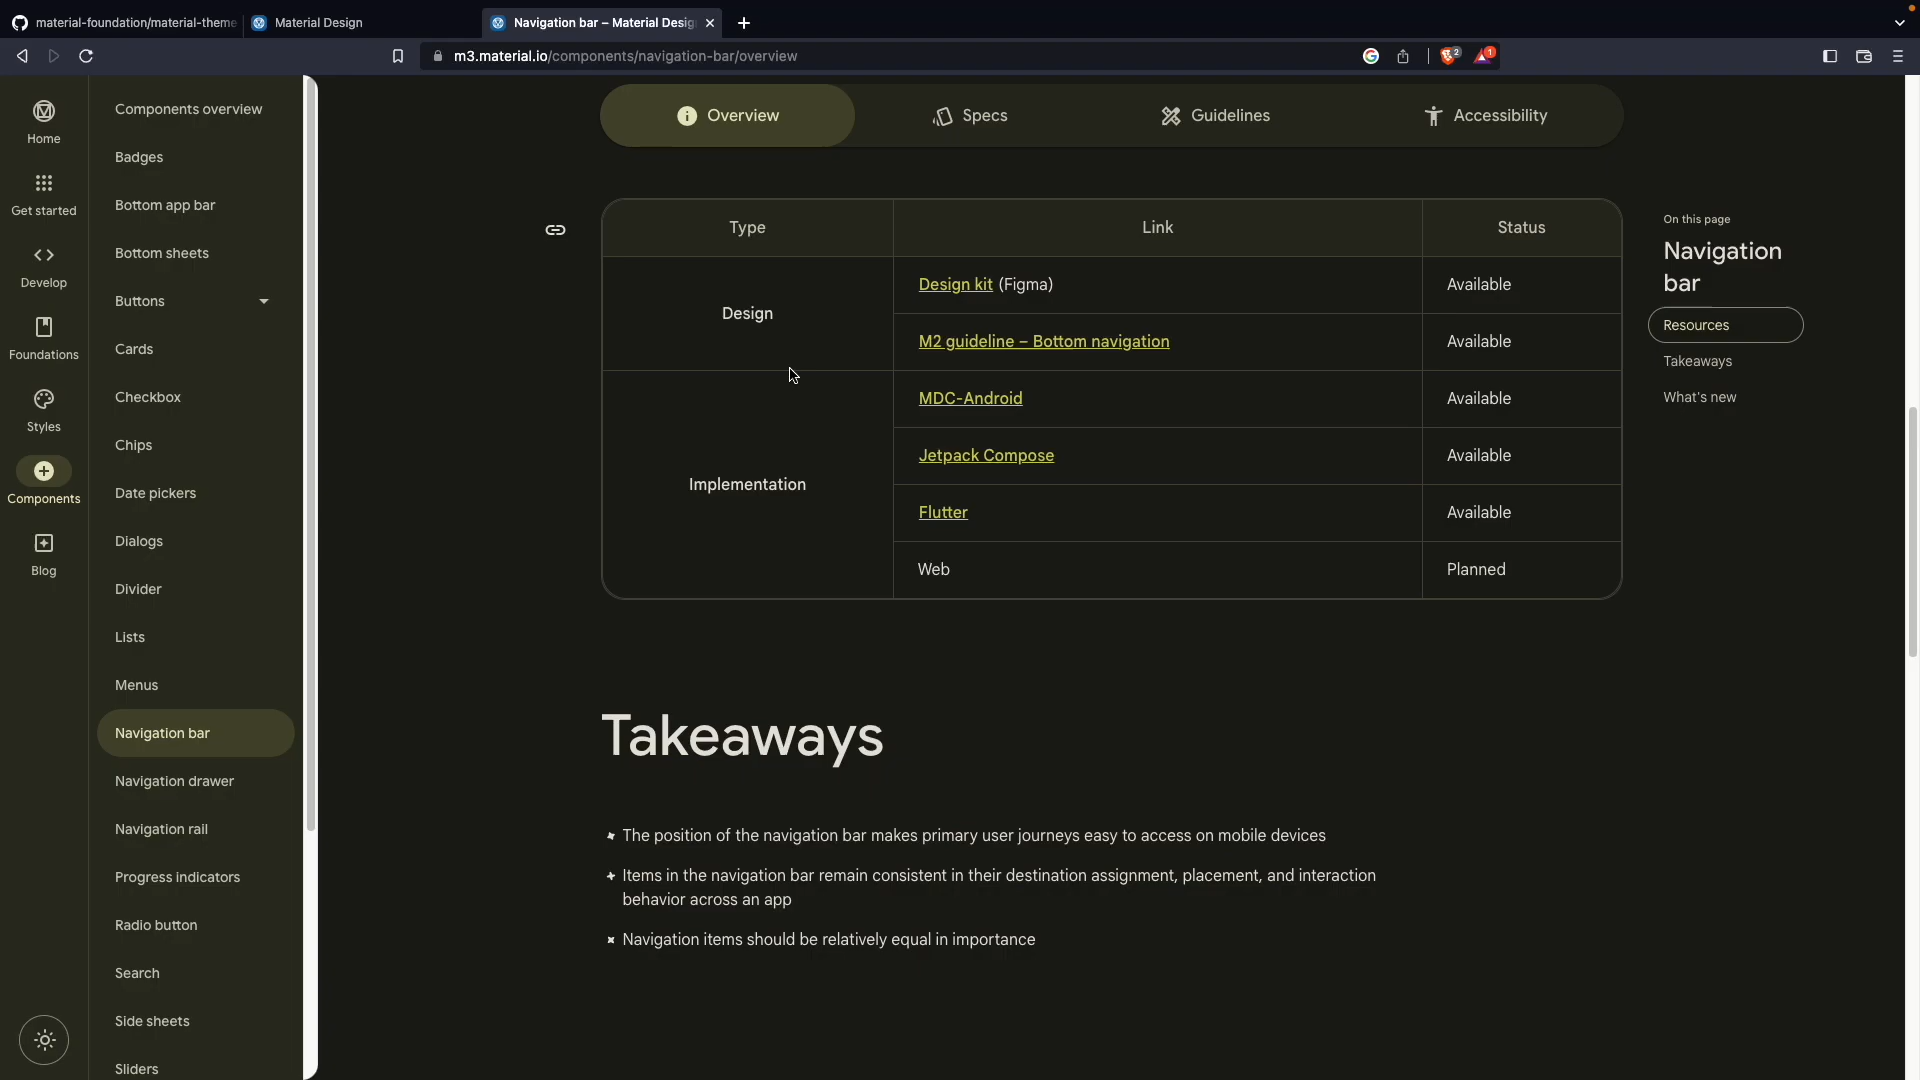 material-foundation/material-theme
Material Design
Navigation bar – Material Desig
m3.material.io/components/navigation-bar/overview
2
1
Home
Get started
Develop
Foundations
Styles
Components
Blog
Components overview
Badges
Bottom app bar
Bottom sheets
Buttons
Cards
Checkbox
Chips
Date pickers
Dialogs
Divider
Lists
Menus
Navigation bar
Navigation drawer
Navigation rail
Progress indicators
Radio button
Search
Side sheets
Sliders
Overview
Specs
Guidelines
Accessibility
Type
Link
Status
Design
Design kit (Figma)
Available
M2 guideline – Bottom navigation
Available
Implementation
MDC-Android
Available
Jetpack Compose
Available
Flutter
Available
Web
Planned
Takeaways
The position of the navigation bar makes primary user journeys easy to access on mobile devices
Items in the navigation bar remain consistent in their destination assignment, placement, and interaction
behavior across an app
Navigation items should be relatively equal in importance
On this page
Navigation
bar
Resources
Takeaways
What's new